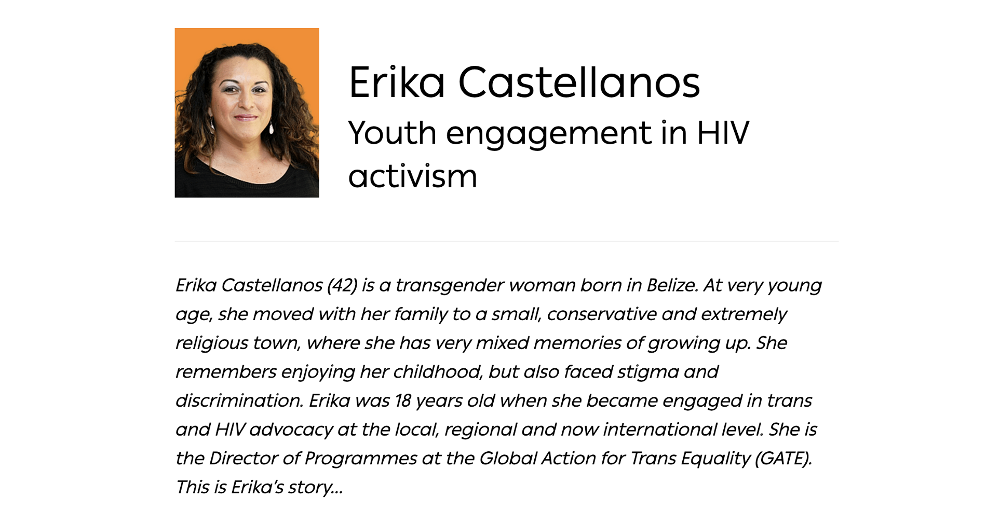 Erika Castellanos
Youth engagement in HIV
activism
Erika Castellanos (42) is a transgender woman born in Belize. At very young
age, she moved with her family to a small, conservative and extremely
religious town, where she has very mixed memories of growing up. She
remembers enjoying her childhood, but also faced stigma and
discrimination. Erika was 18 years old when she became engaged in trans
and HIV advocacy at the local, regional and now international level. She is
the Director of Programmes at the Global Action for Trans Equality (GATE).
This is Erika’s story…